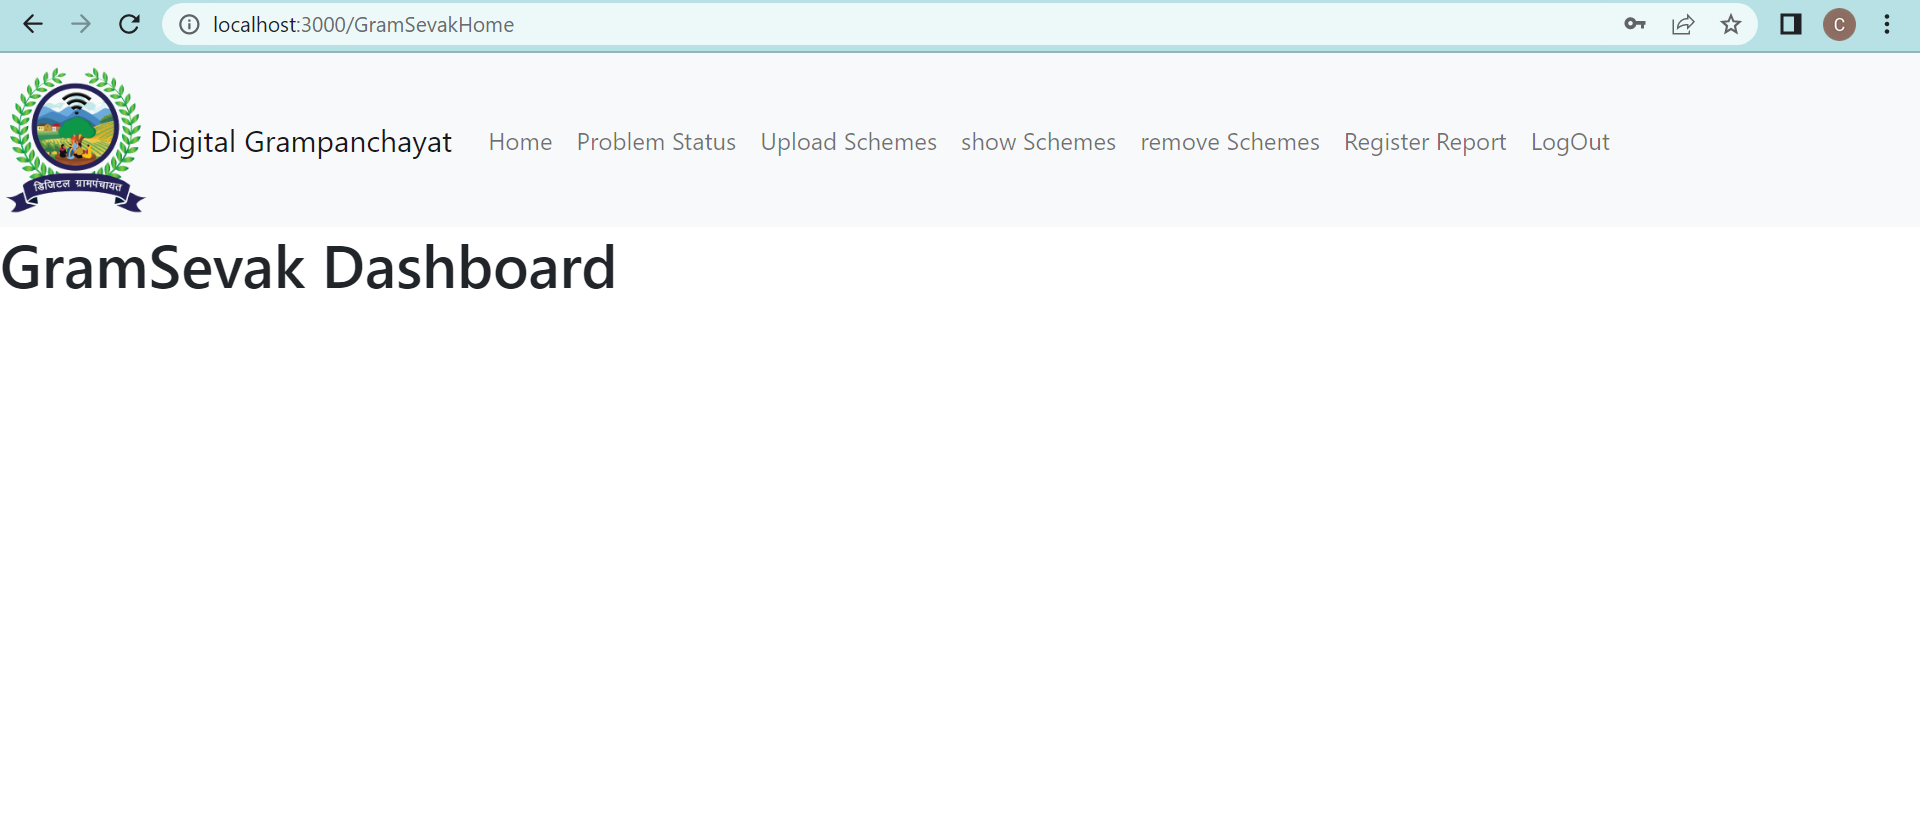 localhost:3000/GramSevakHome
C
डिजिटल ग्रामपंचायत
Digital Grampanchayat Home Problem Status Upload Schemes show Schemes remove Schemes Register Report LogOut
GramSevak Dashboard